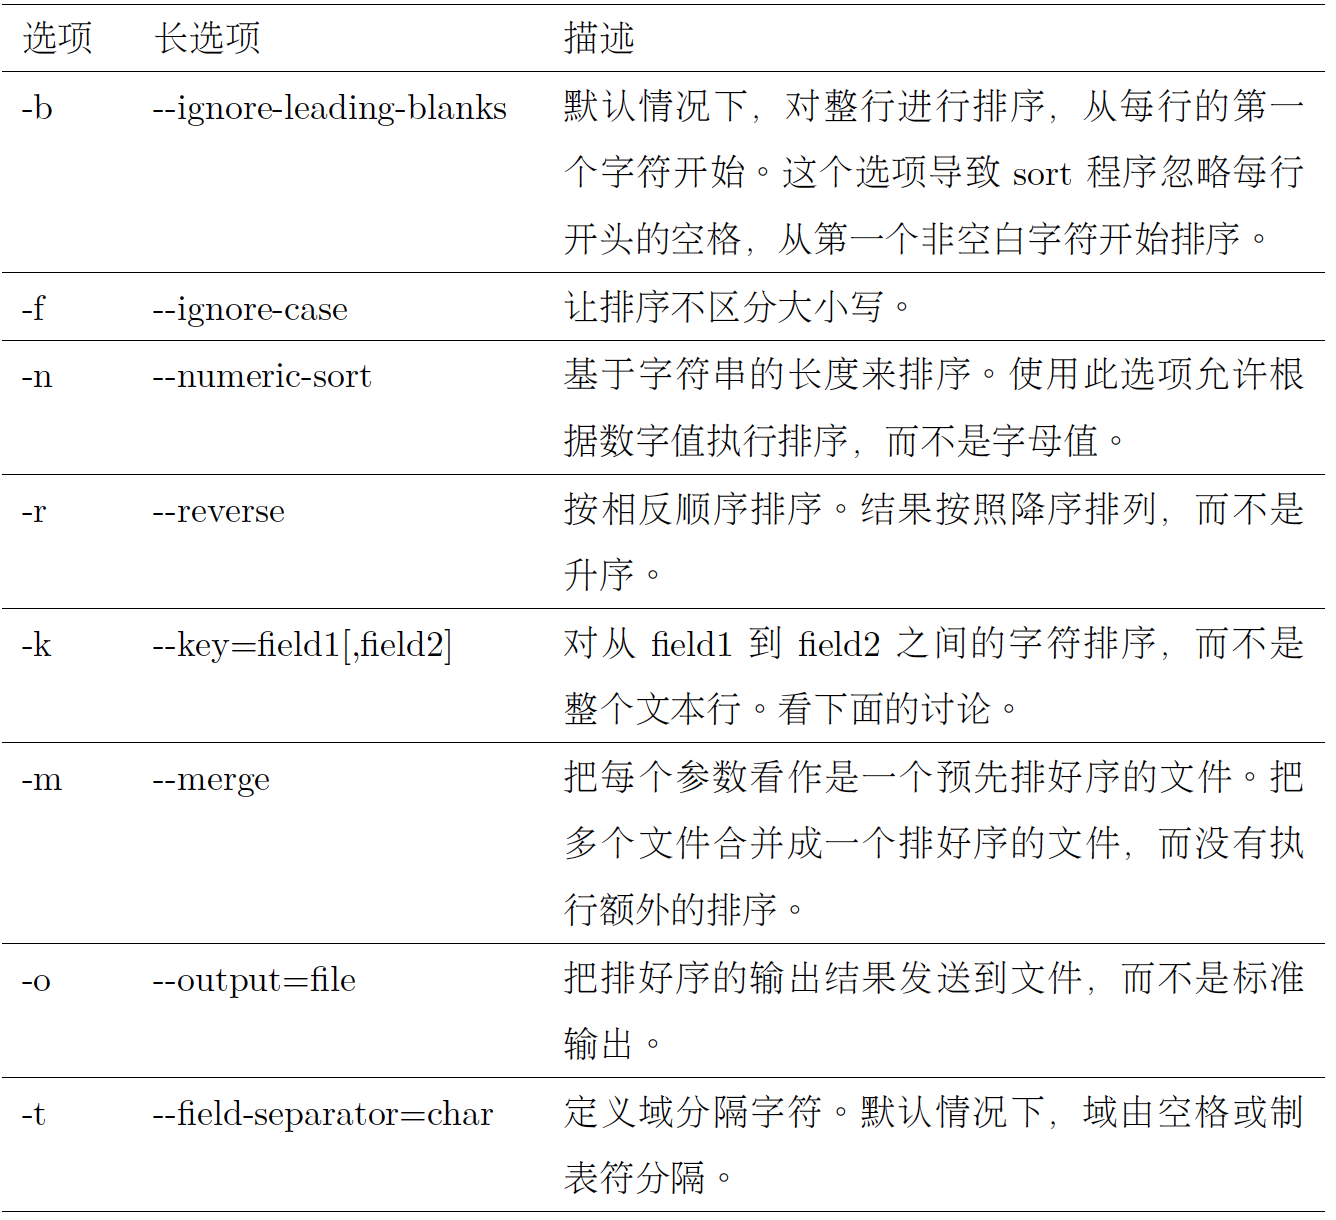 选项 长选项 描述
-b --ignore-leading-blanks 默认情况下，对整行进行排序，从每行的第一
个字符开始。这个选项导致 sort 程序忽略每行
开头的空格，从第一个非空白字符开始排序。
-f --ignore-case 让排序不区分大小写。
-n --numeric-sort 基于字符串的长度来排序。使用此选项允许根
据数字值执行排序，而不是字母值。
-r --reverse 按相反顺序排序。结果按照降序排列，而不是
升序。
-k --key=field1[,field2] 对从 field1 到 field2 之间的字符排序，而不是
整个文本行。看下面的讨论。
-m --merge 把每个参数看作是一个预先排好序的文件。把
多个文件合并成一个排好序的文件，而没有执
行额外的排序。
-o --output=file 把排好序的输出结果发送到文件，而不是标准
输出。
-t --field-separator=char 定义域分隔字符。默认情况下，域由空格或制
表符分隔。